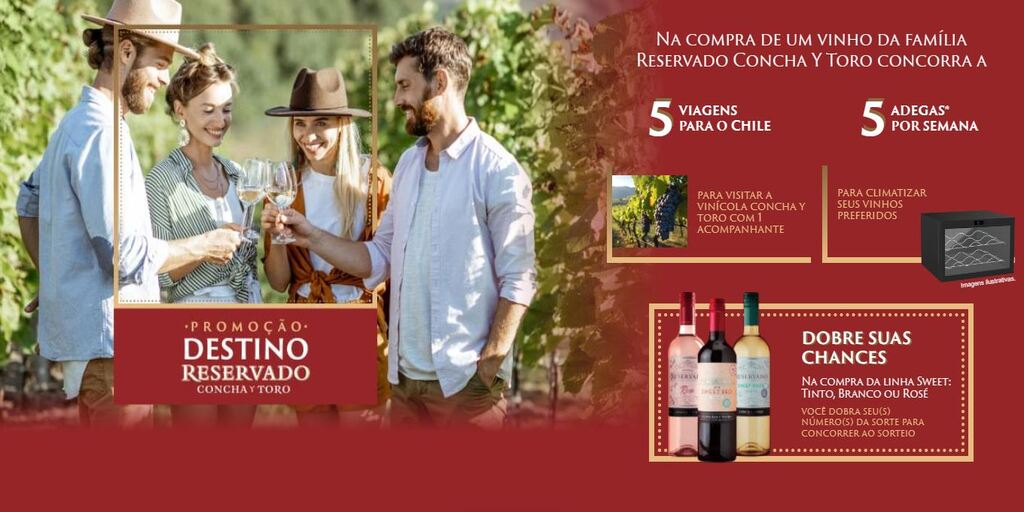 ·PROMOÇÃO·
DESTINO
RESERVADO
CONCHA Y TORO
NA COMPRA DE UM VINHO DA FAMÍLIA
RESERVADO CONCHA Y TORO CONCORRA A
5 VIAGENS
PARA O CHILE
5 ADEGAS*
POR SEMANA
PARA VISITAR A
VINÍCOLA CONCHA Y
TORO COM 1
ACOMPANHANTE
PARA CLIMATIZAR
SEUS VINHOS
PREFERIDOS
Imagens ilustrativas.
DOBRE SUAS
CHANCES
NA COMPRA DA LINHA SWEET:
TINTO, BRANCO OU ROSÉ
VOCÊ DOBRA SEU(S)
NÚMERO(S) DA SORTE PARA
CONCORRER AO SORTEIO